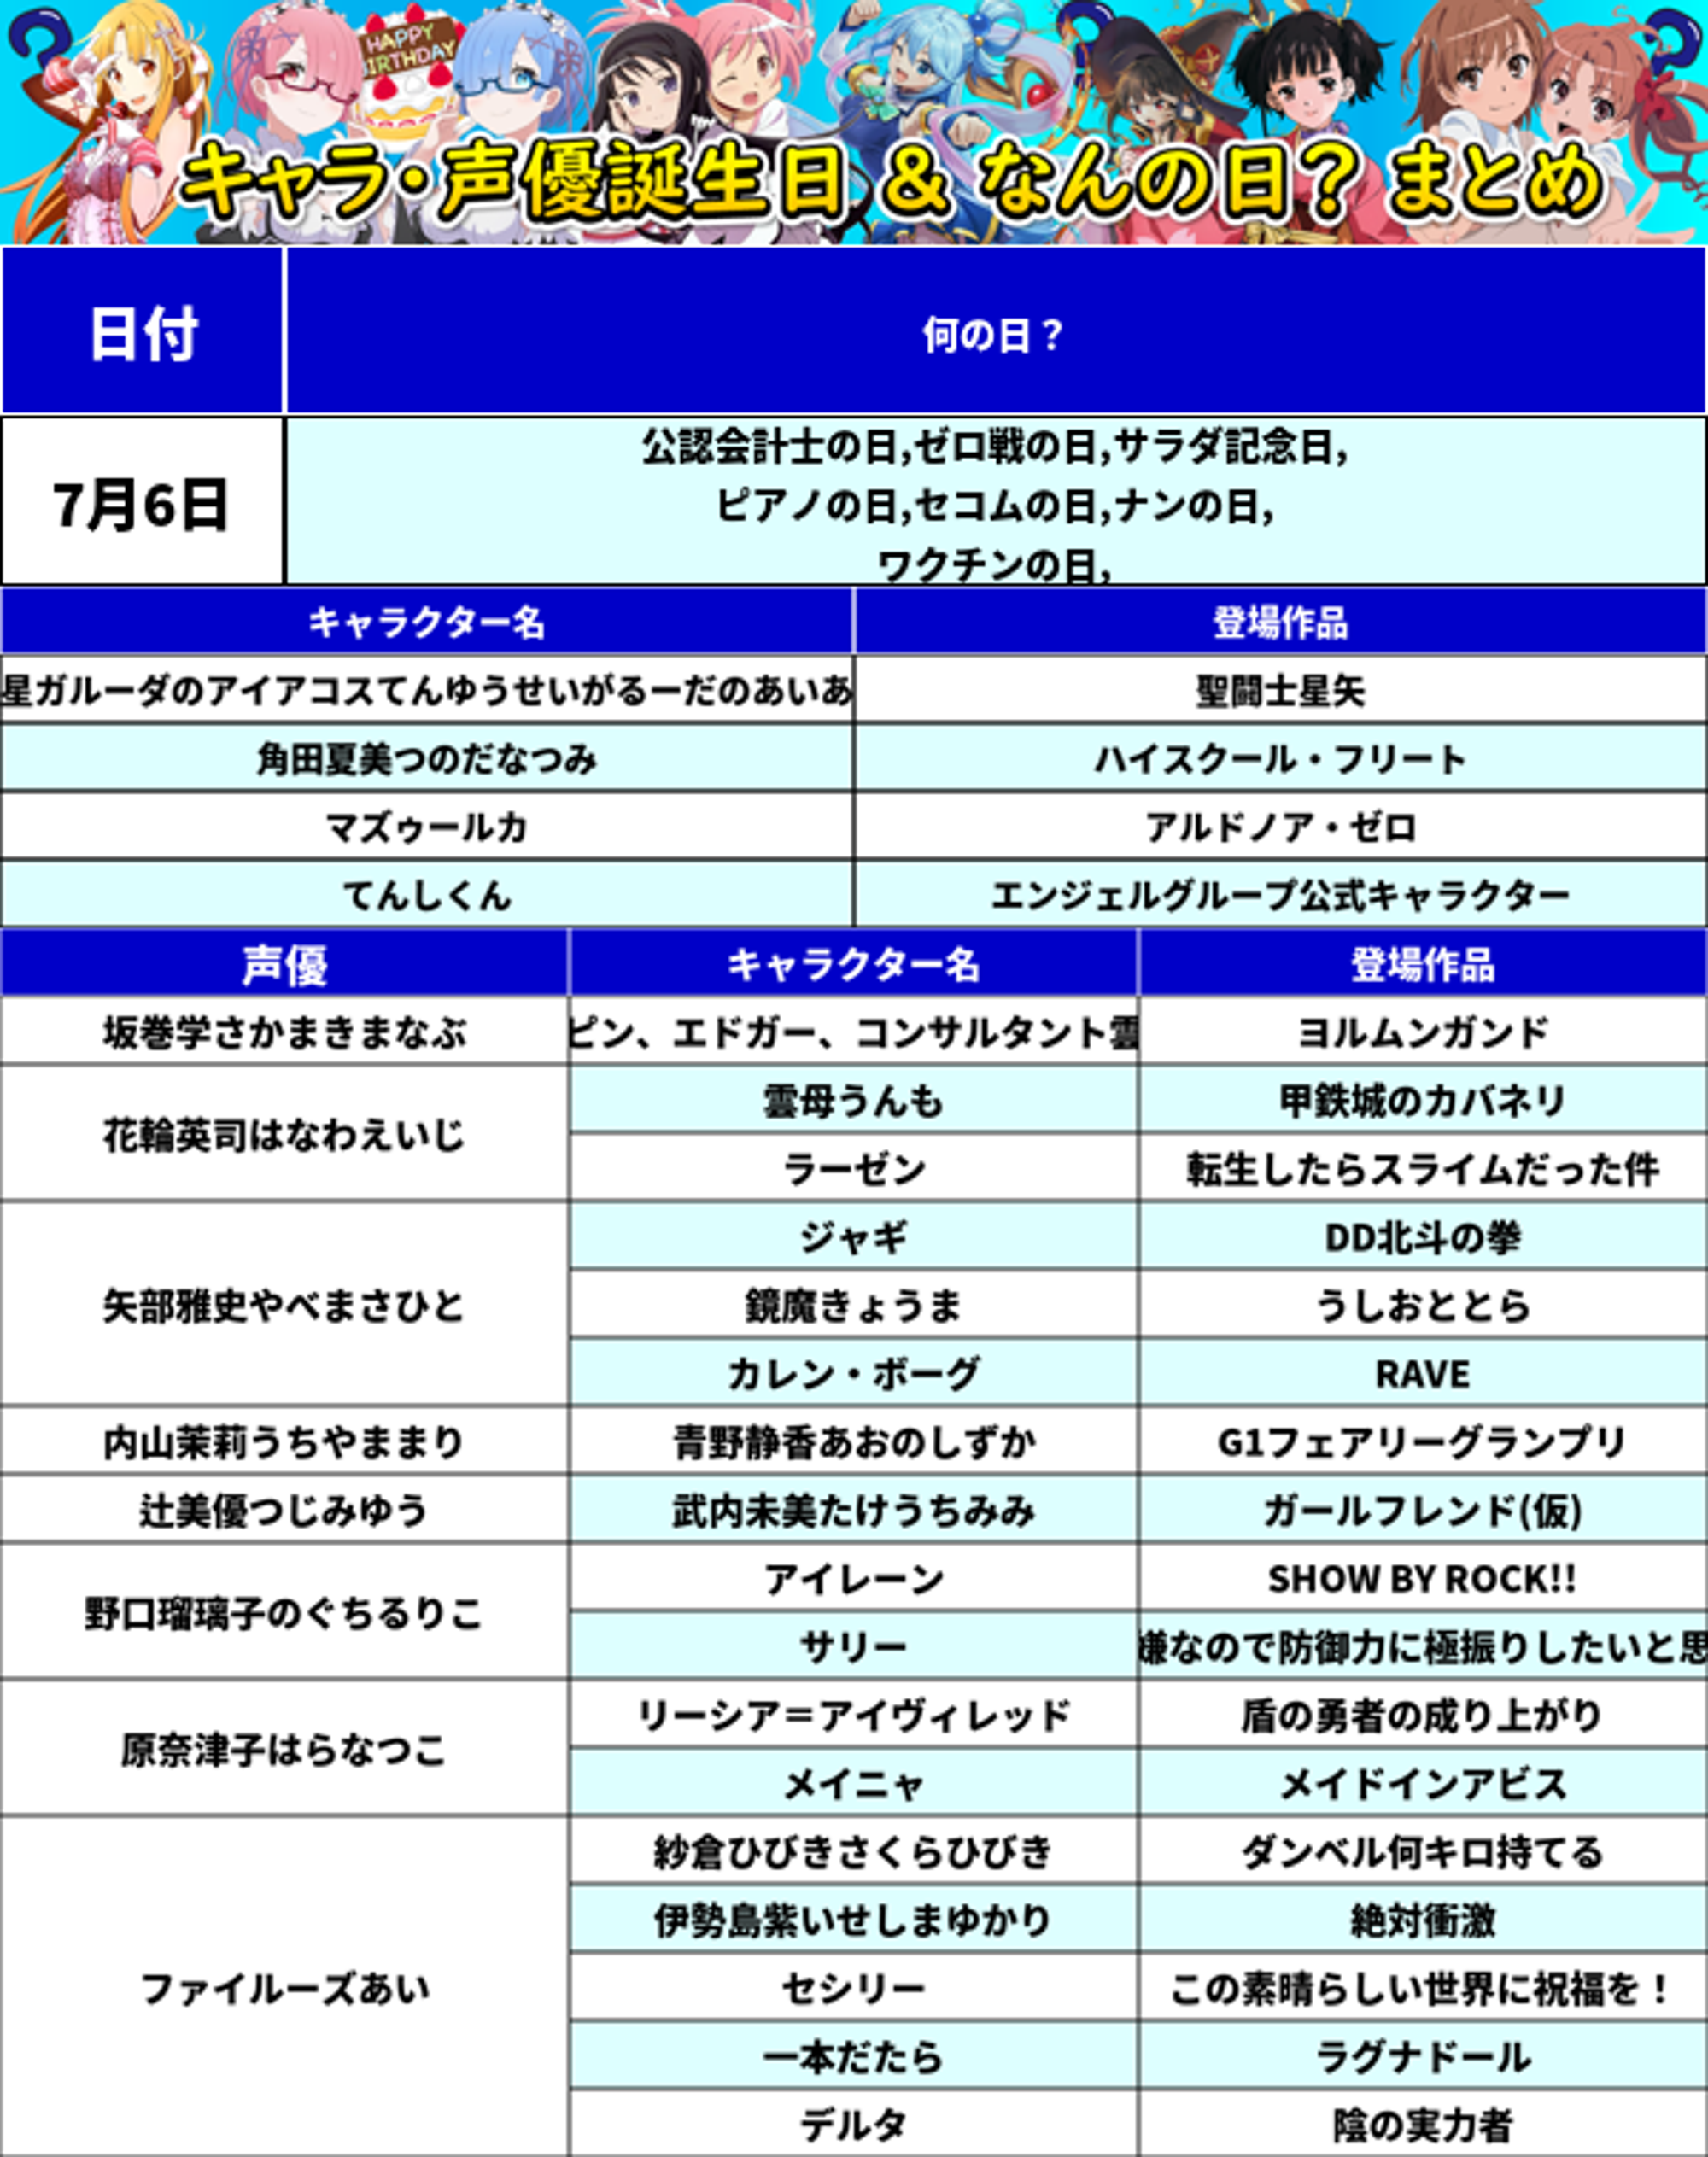 HAPPY
BIRTHDAY
キャラ・声優誕生日 & なんの日？まとめ
日付 何の日？
7月6日
公認会計士の日,ゼロ戦の日,サラダ記念日,
ピアノの日,セコムの日,ナンの日,
ワクチンの日,
キャラクター名 登場作品
星ガルーダのアイアコスてんゆうせいがるーだのあいあ 聖闘士星矢
角田夏美つのだなつみ ハイスクール・フリート
マズゥールカ アルドノア・ゼロ
てんしくん エンジェルグループ公式キャラクター
声優 キャラクター名 登場作品
坂巻学さかまきまなぶ ピン、エドガー、コンサルタント雲 ヨルムンガンド
花輪英司はなわえいじ 雲母うんも 甲鉄城のカバネリ
ラーゼン 転生したらスライムだった件
矢部雅史やべまさひと ジャギ DD北斗の拳
鏡魔きょうま うしおととら
カレン・ボーグ RAVE
内山茉莉うちやままり 青野静香あおのしずか G1フェアリーグランプリ
辻美優つじみゆう 武内未美たけうちみみ ガールフレンド(仮)
野口瑠璃子のぐちるりこ アイレーン SHOW BY ROCK!!
サリー 嫌なので防御力に極振りしたいと思
原奈津子はらなつこ リーシア＝アイヴィレッド 盾の勇者の成り上がり
メイニャ メイドインアビス
ファイルーズあい 紗倉ひびきさくらひびき ダンベル何キロ持てる
伊勢島紫いせしまゆかり 絶対衝激
セシリー この素晴らしい世界に祝福を！
一本だたら ラグナドール
デルタ 陰の実力者